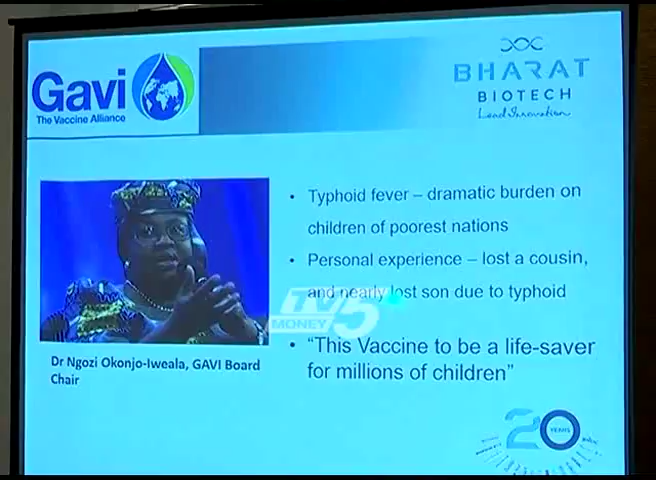 Gavi
The Vaccine Alliance
BHARAT
BIOTECH
Lead Innovation
• Typhoid fever – dramatic burden on
children of poorest nations
• Personal experience – lost a cousin,
and nearly lost son due to typhoid
TV5
MONEY
• “This Vaccine to be a life-saver
for millions of children”
Dr Ngozi Okonjo-Iweala, GAVI Board
Chair
20
YEARS